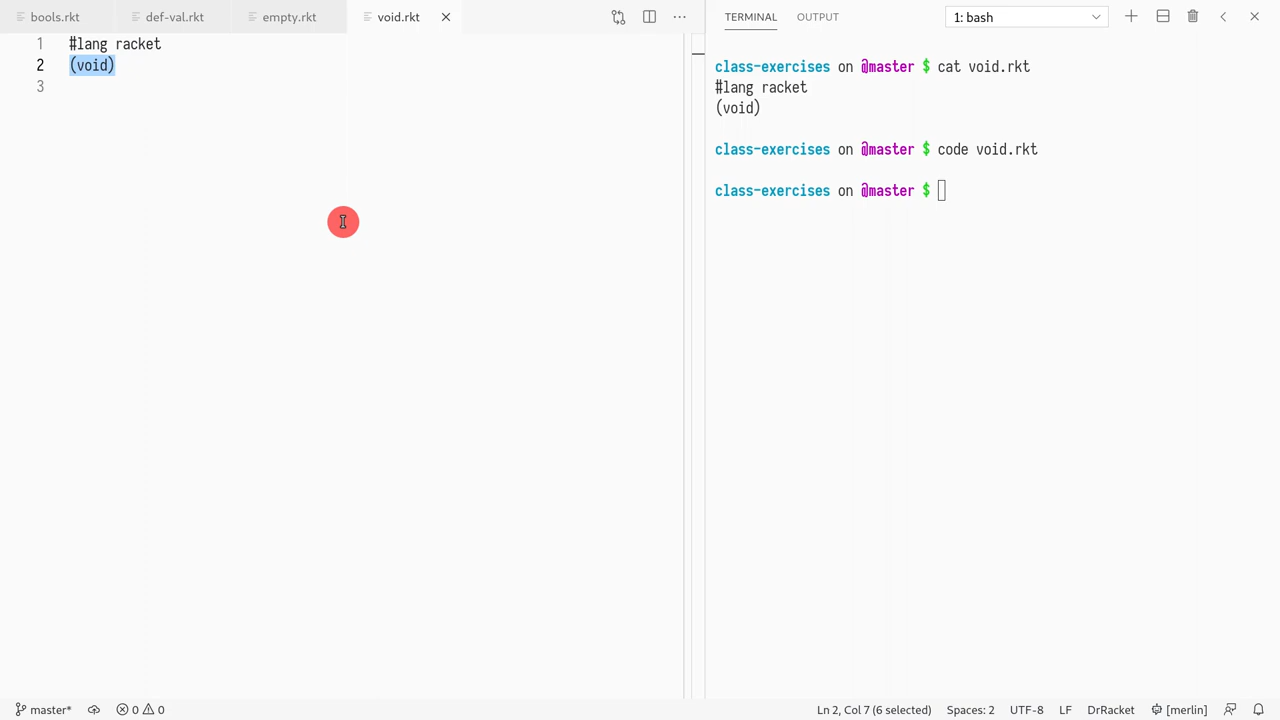 bools.rkt def-val.rkt empty.rkt void.rkt
1 #lang racket
2 (void)
3
TERMINAL OUTPUT 1: bash
class-exercises on @master $ cat void.rkt
#lang racket
(void)
class-exercises on @master $ code void.rkt
class-exercises on @master $
master* 0 0 Ln 2, Col 7 (6 selected) Spaces: 2 UTF-8 LF DrRacket [merlin]